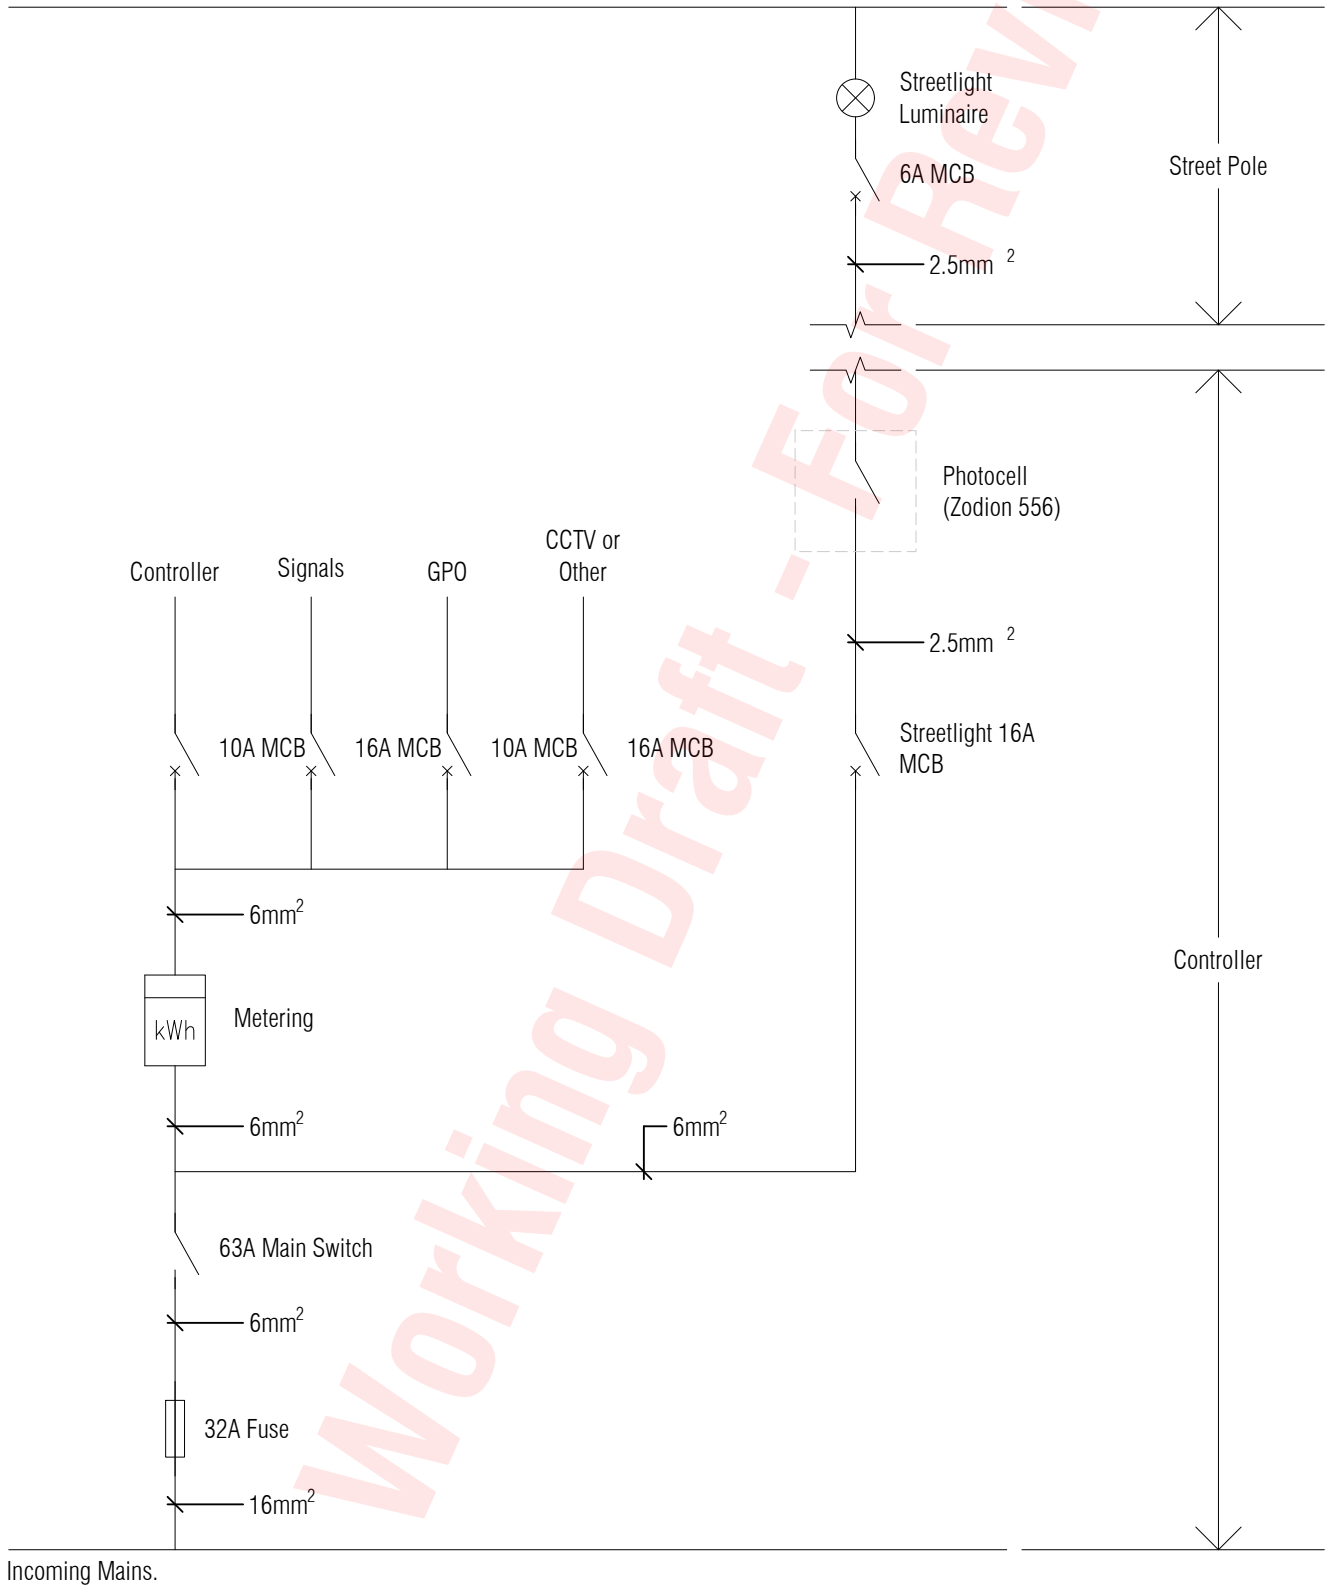 Streetlight
Luminaire
6A MCB
Street Pole
2.5mm 2
Photocell
(Zodion 556)
CCTV or
Other
Controller
Signals
GPO
2.5mm 2
10A MCB
16A MCB
10A MCB
16A MCB
Streetlight 16A
MCB
6mm2
Controller
kWh
Metering
6mm2
6mm2
63A Main Switch
6mm2
32A Fuse
16mm2
Incoming Mains.
Working Draft - For